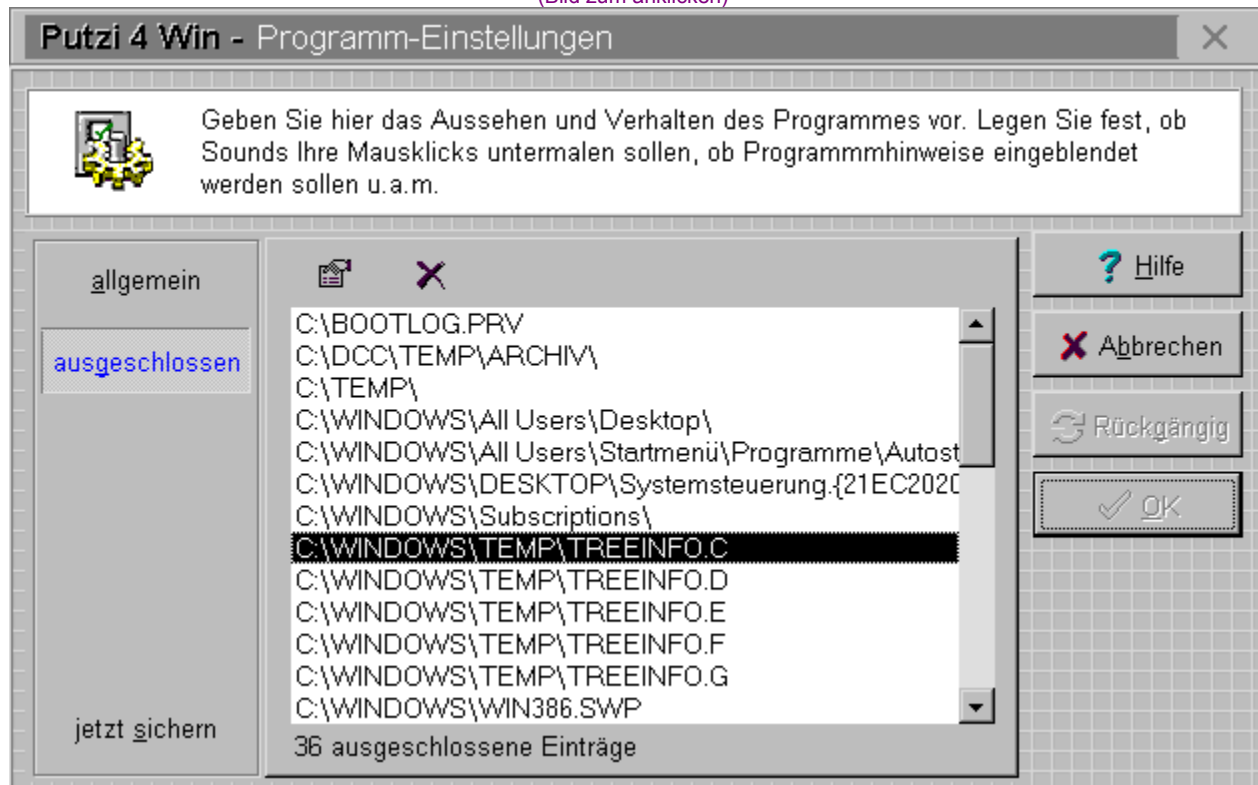 (Bild zum anklicken)
Putzi 4 Win - Programm-Einstellungen
Geben Sie hier das Aussehen und Verhalten des Programmes vor. Legen Sie fest, ob
Sounds Ihre Mausklicks untermalen sollen, ob Programmmhinweise eingeblendet
werden sollen u.a.m.
allgemein
ausgeschlossen
jetzt sichern
C:\BOOTLOG.PRV
C:\DCC\TEMP\ARCHIV\
C:\TEMP\
C:\WINDOWS\All Users\Desktop\
C:\WINDOWS\All Users\Startmenü\Programme\Autost
C:\WINDOWS\DESKTOP\Systemsteuerung.{21EC2020
C:\WINDOWS\Subscriptions\
C:\WINDOWS\TEMP\TREEINFO.C
C:\WINDOWS\TEMP\TREEINFO.D
C:\WINDOWS\TEMP\TREEINFO.E
C:\WINDOWS\TEMP\TREEINFO.F
C:\WINDOWS\TEMP\TREEINFO.G
C:\WINDOWS\WIN386.SWP
36 ausgeschlossene Einträge
Hilfe
Abbrechen
Rückgängig
OK